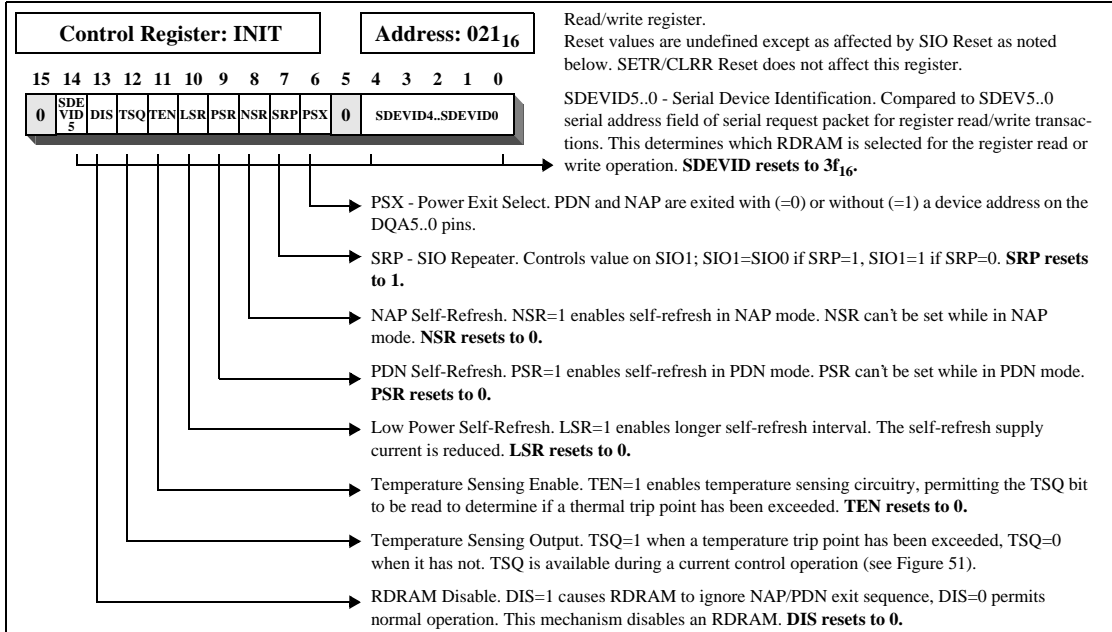 Control Register: INIT
Address: 021₁₆
Read/write register.
Reset values are undefined except as affected by SIO Reset as noted
below. SETR/CLRR Reset does not affect this register.
15 14 13 12 11 10 9 8 7 6 5 4 3 2 1 0
0 SDE VID 5 DIS TSQ TEN LSR PSR NSR SRP PSX 0 SDEVID4..SDEVID0
SDEVID5..0 - Serial Device Identification. Compared to SDEV5..0
serial address field of serial request packet for register read/write transac-
tions. This determines which RDRAM is selected for the register read or
write operation. SDEVID resets to 3f₁₆.
PSX - Power Exit Select. PDN and NAP are exited with (=0) or without (=1) a device address on the
DQA5..0 pins.
SRP - SIO Repeater. Controls value on SIO1; SIO1=SIO0 if SRP=1, SIO1=1 if SRP=0. SRP resets
to 1.
NAP Self-Refresh. NSR=1 enables self-refresh in NAP mode. NSR can't be set while in NAP
mode. NSR resets to 0.
PDN Self-Refresh. PSR=1 enables self-refresh in PDN mode. PSR can't be set while in PDN mode.
PSR resets to 0.
Low Power Self-Refresh. LSR=1 enables longer self-refresh interval. The self-refresh supply
current is reduced. LSR resets to 0.
Temperature Sensing Enable. TEN=1 enables temperature sensing circuitry, permitting the TSQ bit
to be read to determine if a thermal trip point has been exceeded. TEN resets to 0.
Temperature Sensing Output. TSQ=1 when a temperature trip point has been exceeded, TSQ=0
when it has not. TSQ is available during a current control operation (see Figure 51).
RDRAM Disable. DIS=1 causes RDRAM to ignore NAP/PDN exit sequence, DIS=0 permits
normal operation. This mechanism disables an RDRAM. DIS resets to 0.